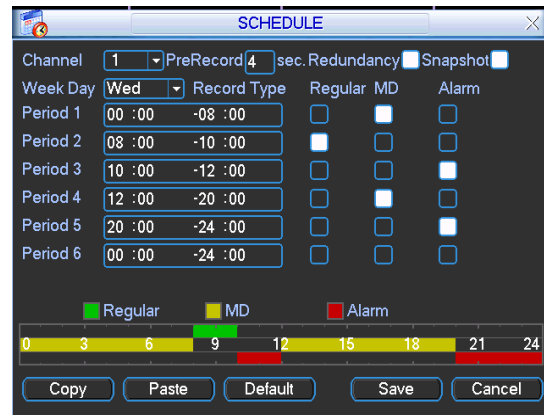 SCHEDULE
Channel 1 PreRecord 4 sec. Redundancy Snapshot
Week Day Wed Record Type Regular MD Alarm
Period 1 00 :00 -08 :00
Period 2 08 :00 -10 :00
Period 3 10 :00 -12 :00
Period 4 12 :00 -20 :00
Period 5 20 :00 -24 :00
Period 6 00 :00 -24 :00
Regular MD Alarm
0 3 6 9 12 15 18 21 24
Copy Paste Default Save Cancel